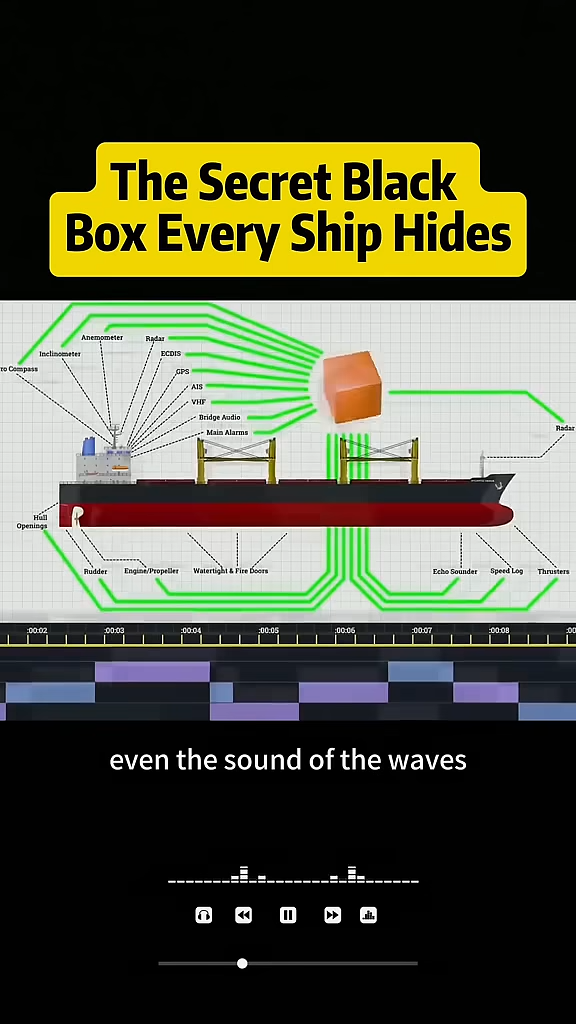 The Secret Black
Box Every Ship Hides
Anemometer
Radar
Inclinometer
ECDIS
ro Compass
GPS
AIS
VHF
Bridge Audio
Main Alarms
Radar
Hull
Openings
Rudder
Engine/Propeller
Watertight & Fire Doors
Echo Sounder
Speed Log
Thrusters
:00:02
:00:03
:00:04
:00:05
:00:06
:00:07
:00:08
:00
even the sound of the waves